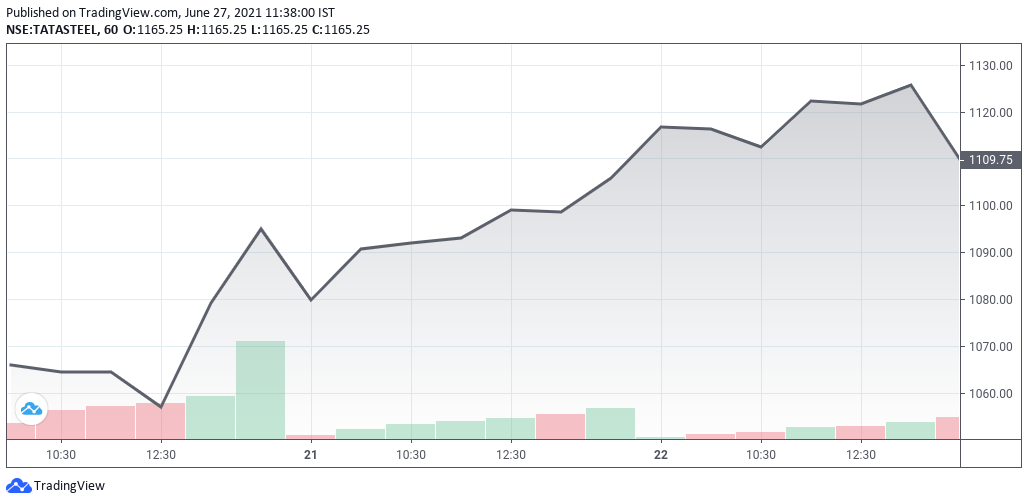 Published on TradingView.com, June 27, 2021 11:38:00 IST
NSE:TATASTEEL, 60 O:1165.25 H:1165.25 L:1165.25 C:1165.25
1130.00
1120.00
1109.75
1100.00
1090.00
1080.00
1070.00
1060.00
10:30 12:30 21 10:30 12:30 22 10:30 12:30
TradingView